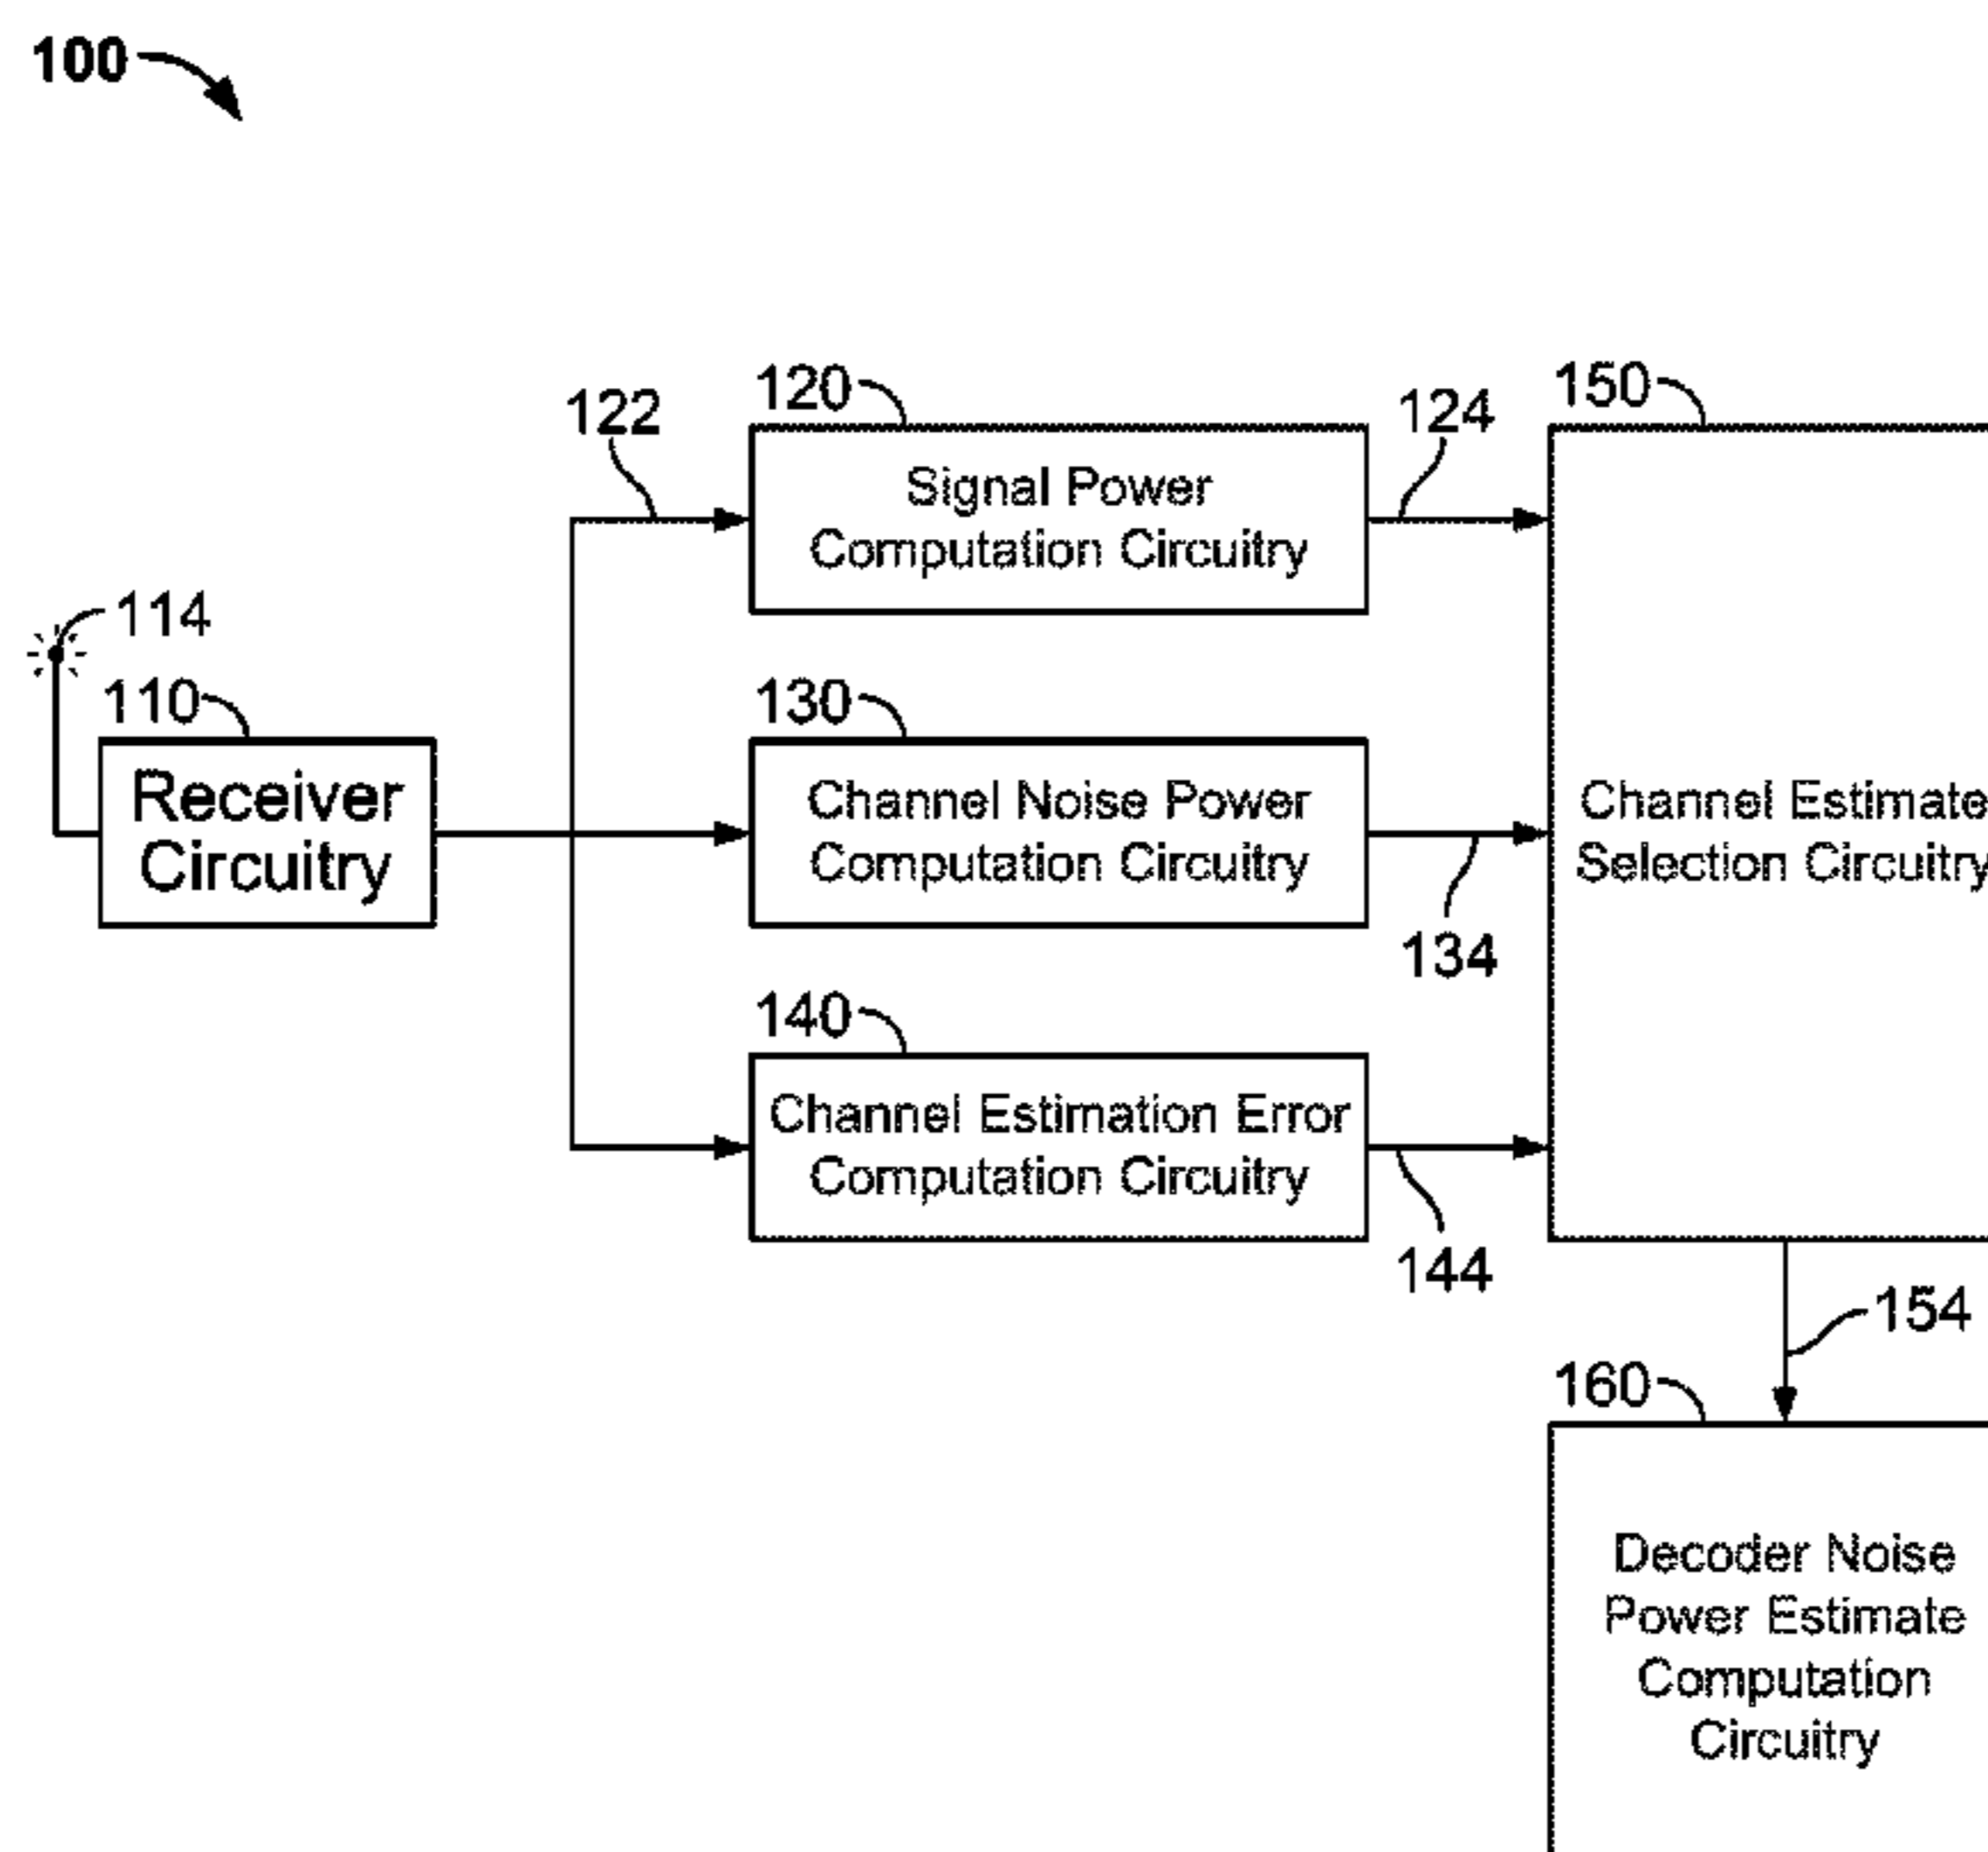 100
122
120
124
150
Signal Power
Computation Circuitry
114
110
130
Receiver
Circuitry
Channel Noise Power
Computation Circuitry
134
Channel Estimate
Selection Circuitry
140
Channel Estimation Error
Computation Circuitry
144
154
160
Decoder Noise
Power Estimate
Computation
Circuitry